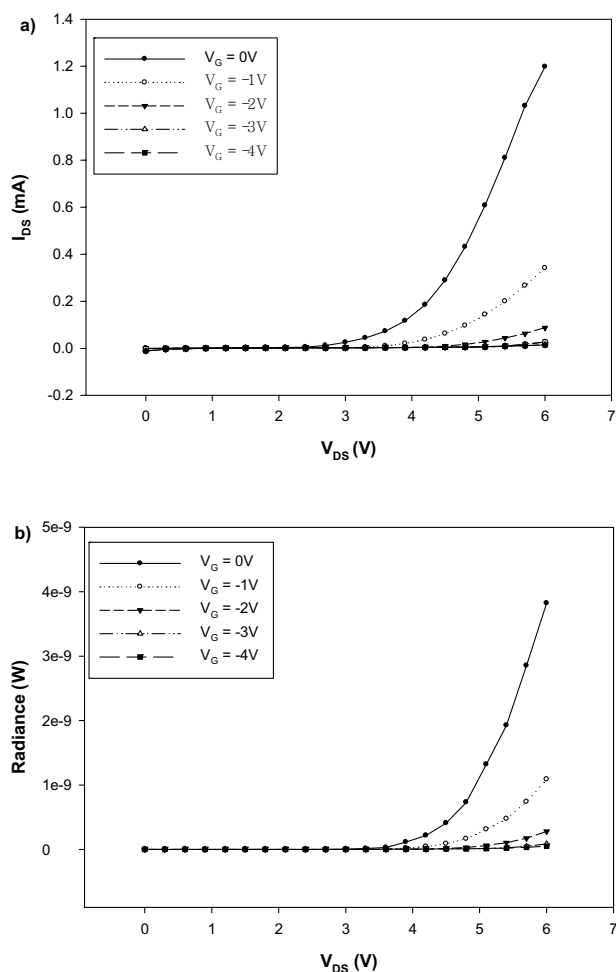 a)
1.4
1.2
1.0
0.8
0.6
0.4
0.2
0.0
-0.2
I_DS (mA)
V_G = 0V
V_G = -1V
V_G = -2V
V_G = -3V
V_G = -4V
0 1 2 3 4 5 6 7
V_DS (V)
b)
5e-9
4e-9
3e-9
2e-9
1e-9
0
Radiance (W)
V_G = 0V
V_G = -1V
V_G = -2V
V_G = -3V
V_G = -4V
0 1 2 3 4 5 6 7
V_DS (V)